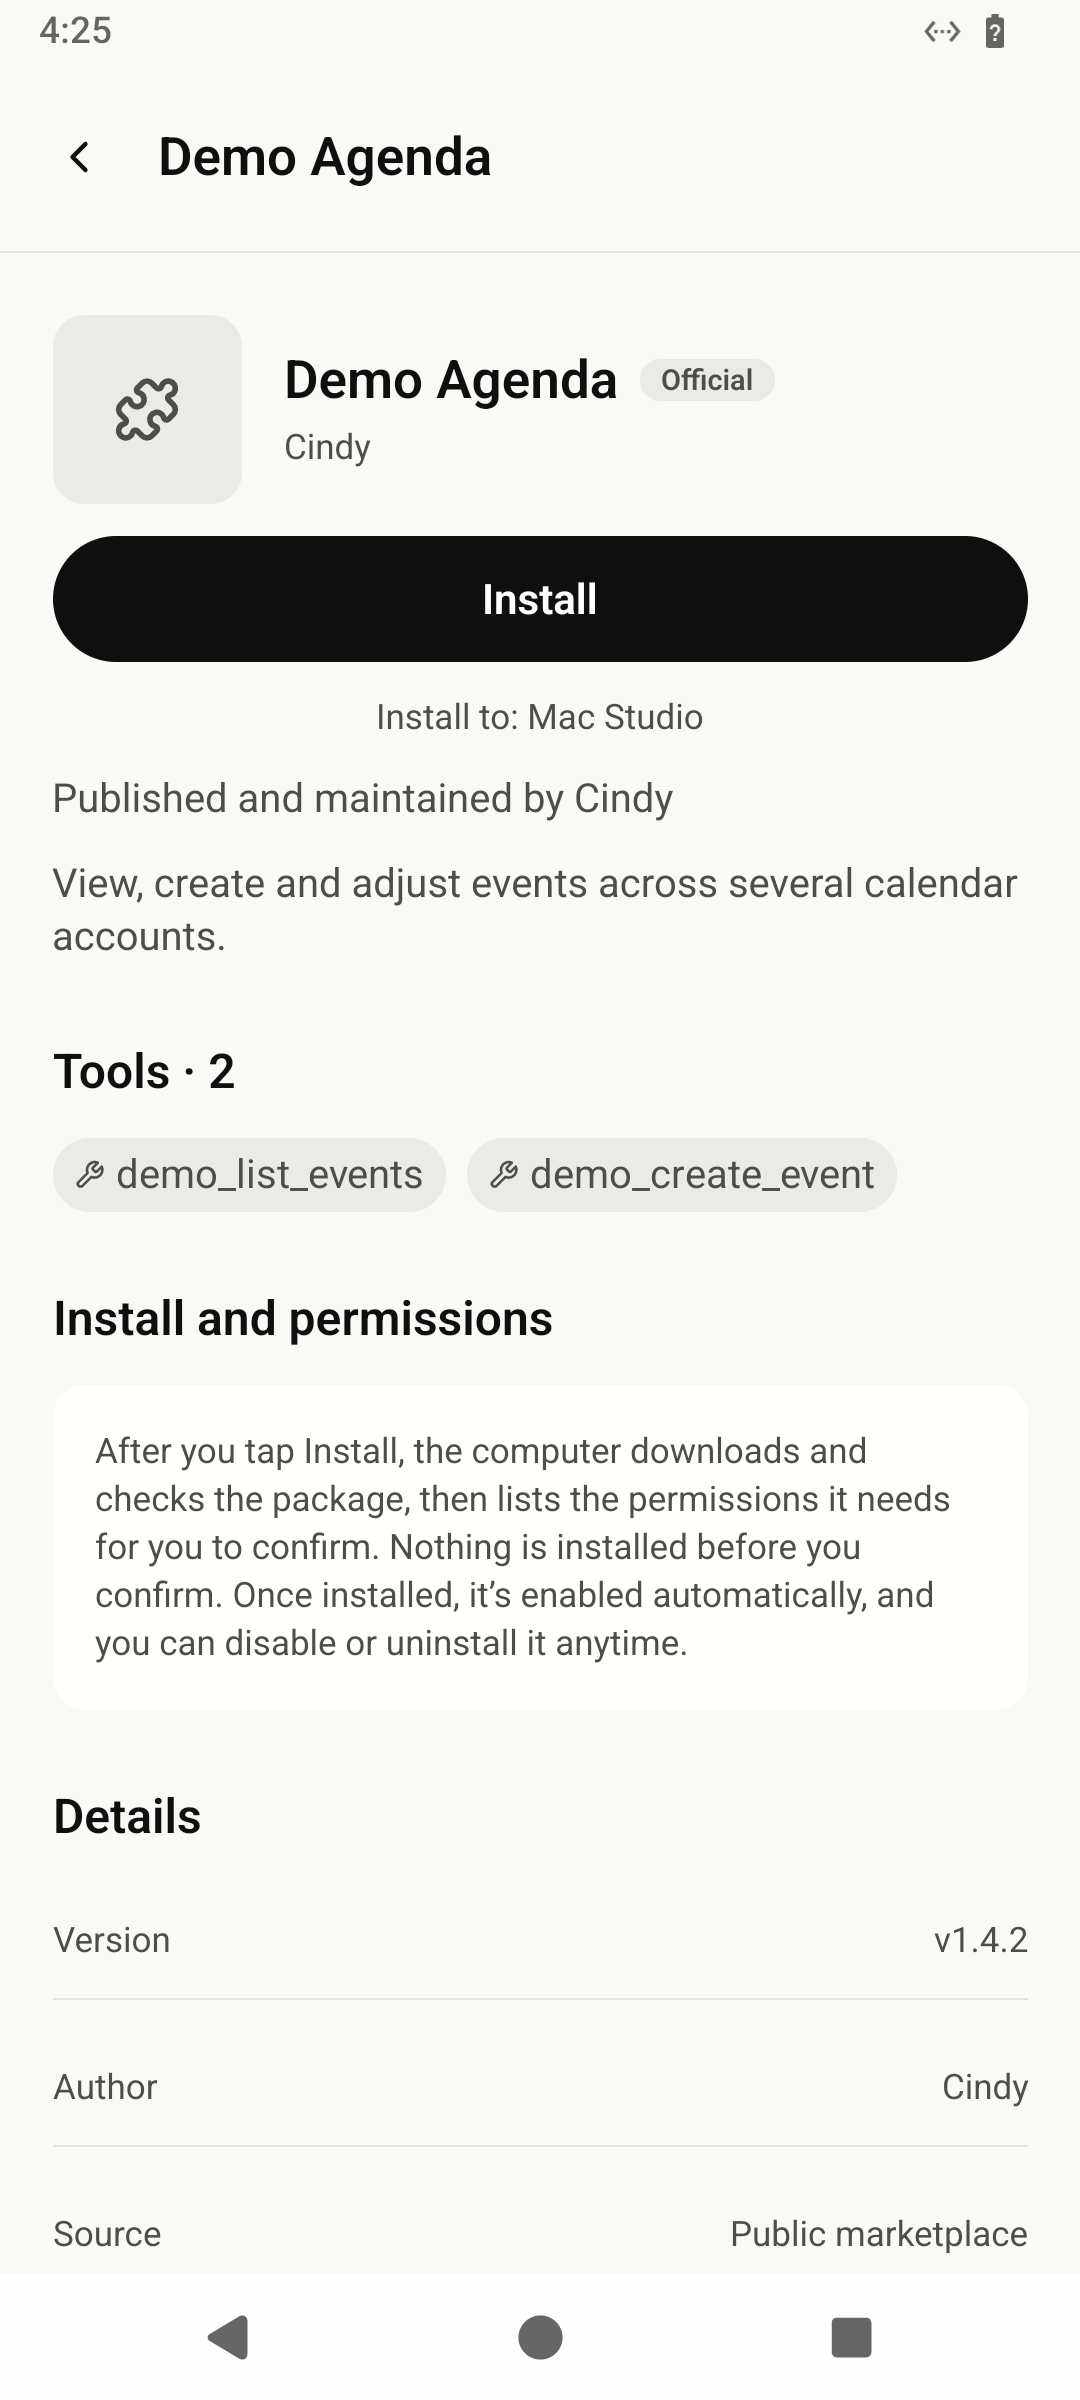 4:25
Demo Agenda
Demo Agenda
Official
Cindy
Install
Install to: Mac Studio
Published and maintained by Cindy
View, create and adjust events across several calendar
accounts.
Tools · 2
demo_list_events
demo_create_event
Install and permissions
After you tap Install, the computer downloads and
checks the package, then lists the permissions it needs
for you to confirm. Nothing is installed before you
confirm. Once installed, it’s enabled automatically, and
you can disable or uninstall it anytime.
Details
Version
v1.4.2
Author
Cindy
Source
Public marketplace